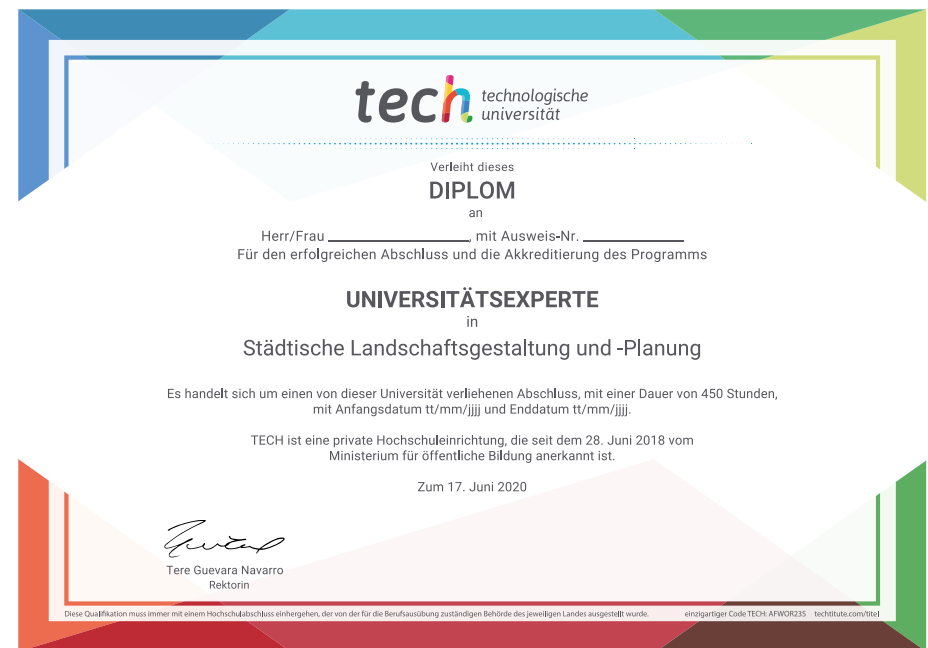 tech technologische
universität
Verleiht dieses
DIPLOM
an
Herr/Frau ____________, mit Ausweis-Nr. ____________
Für den erfolgreichen Abschluss und die Akkreditierung des Programms
UNIVERSITÄTSEXPERTE
in
Städtische Landschaftsgestaltung und -Planung
Es handelt sich um einen von dieser Universität verliehenen Abschluss, mit einer Dauer von 450 Stunden,
mit Anfangsdatum tt/mm/jjjj und Enddatum tt/mm/jjjj.
TECH ist eine private Hochschuleinrichtung, die seit dem 28. Juni 2018 vom
Ministerium für öffentliche Bildung anerkannt ist.
Zum 17. Juni 2020
Tere Guevara Navarro
Rektorin
Diese Qualifikation muss immer mit einem Hochschulabschluss einhergehen, der von der für die Berufsausübung zuständigen Behörde des jeweiligen Landes ausgestellt wurde. einzigartiger Code TECH: AFWOR23S techtitute.com/titel